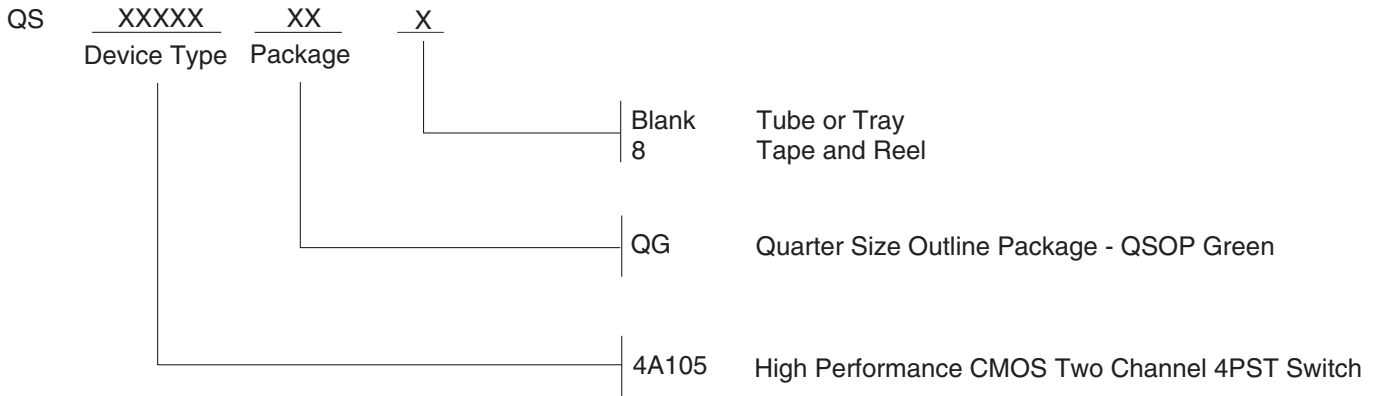 QS XXXXX XX X
Device Type Package
Blank Tube or Tray
8 Tape and Reel
QG Quarter Size Outline Package - QSOP Green
4A105 High Performance CMOS Two Channel 4PST Switch